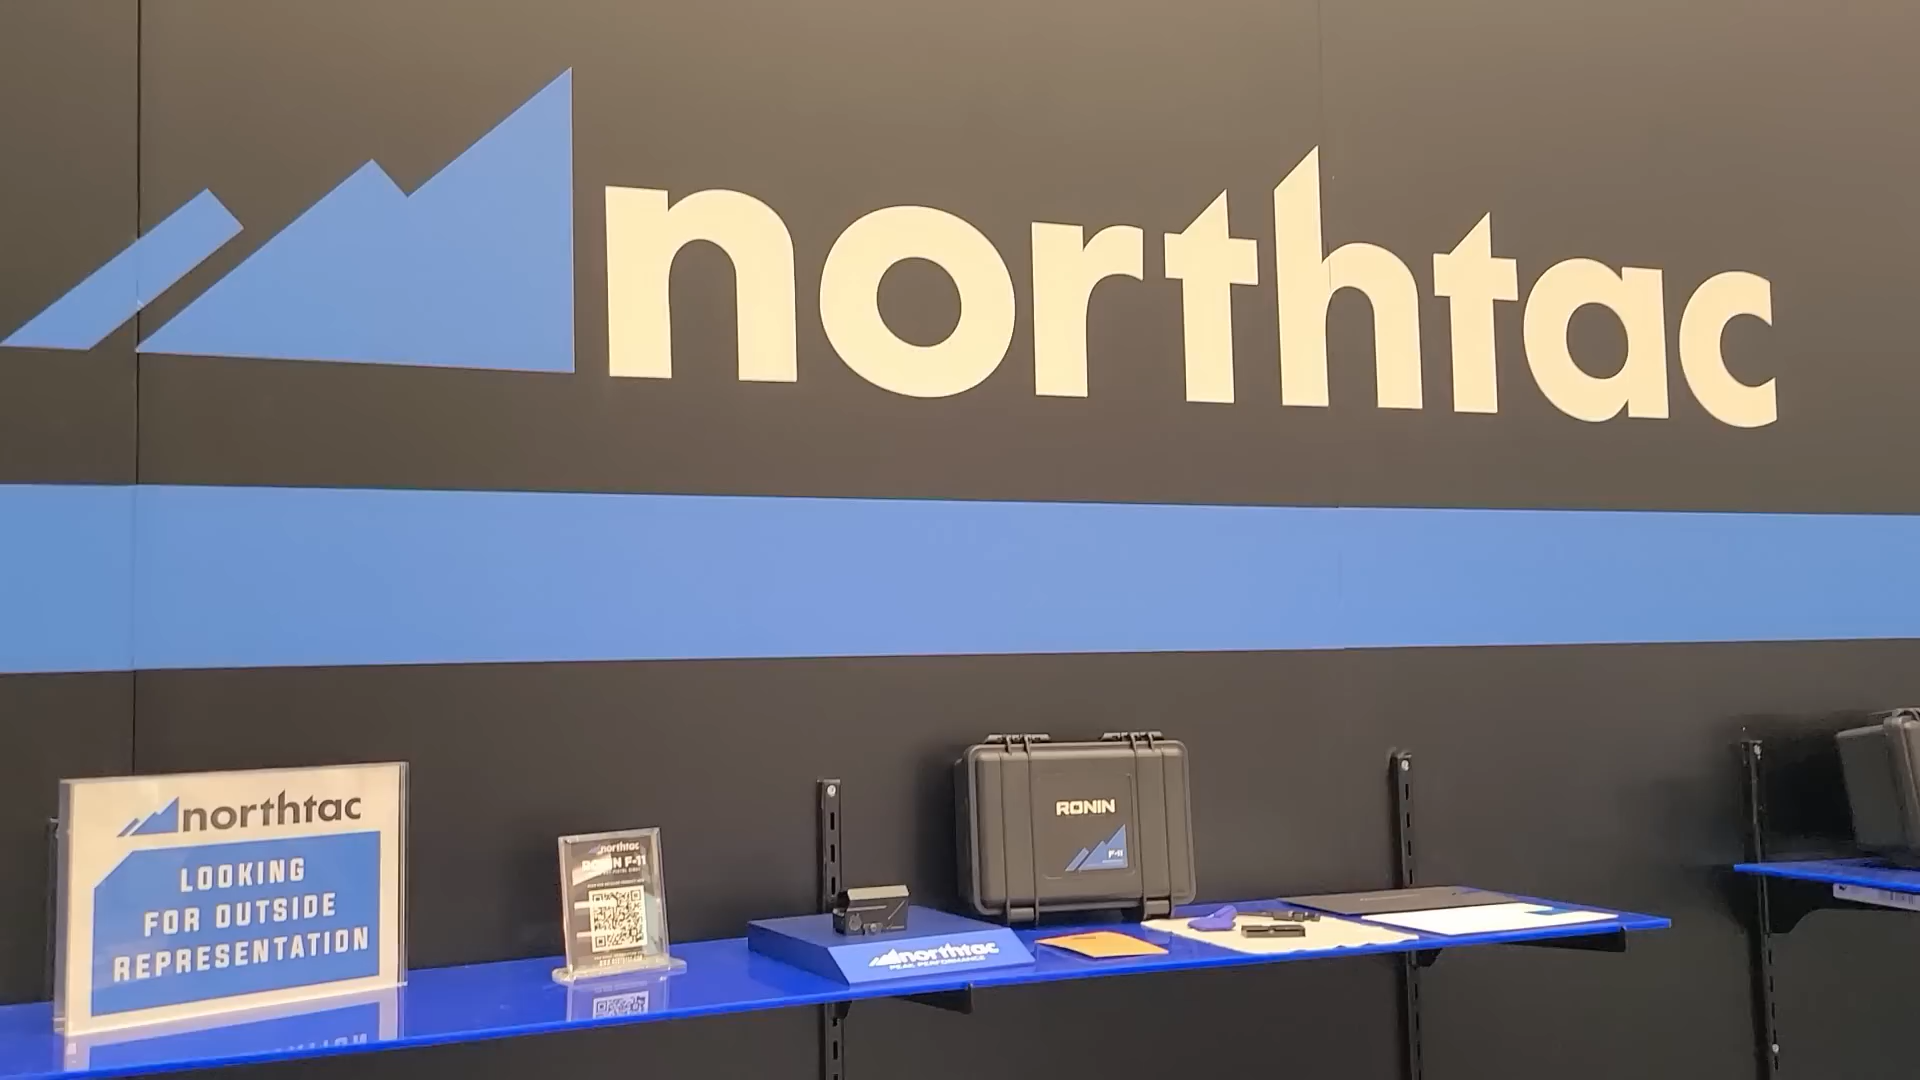 northtac
northtac
LOOKING
FOR OUTSIDE
REPRESENTATION
northtac
RONIN F-11
northtac
PEAK PERFORMANCE
RONIN
F-11